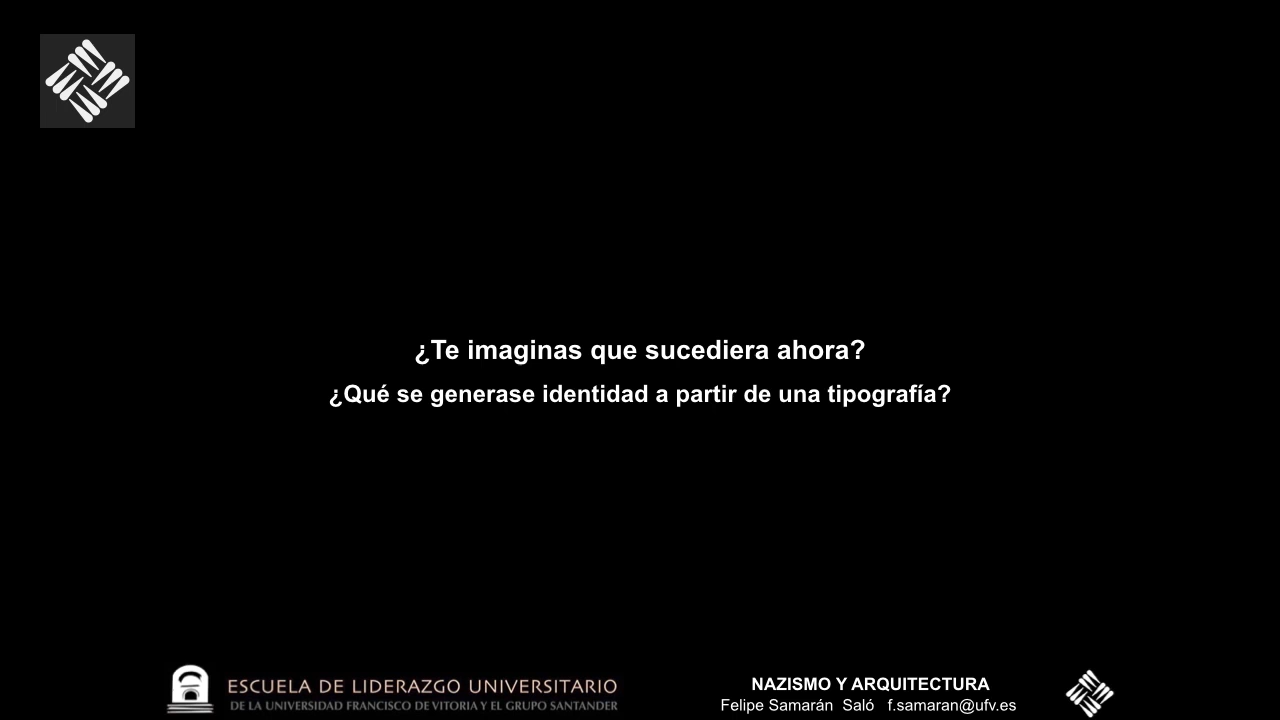 ¿Te imaginas que sucediera ahora?
¿Qué se generase identidad a partir de una tipografía?
ESCUELA DE LIDERAZGO UNIVERSITARIO
DE LA UNIVERSIDAD FRANCISCO DE VITORIA Y EL GRUPO SANTANDER
NAZISMO Y ARQUITECTURA
Felipe Samarán Saló f.samaran@ufv.es